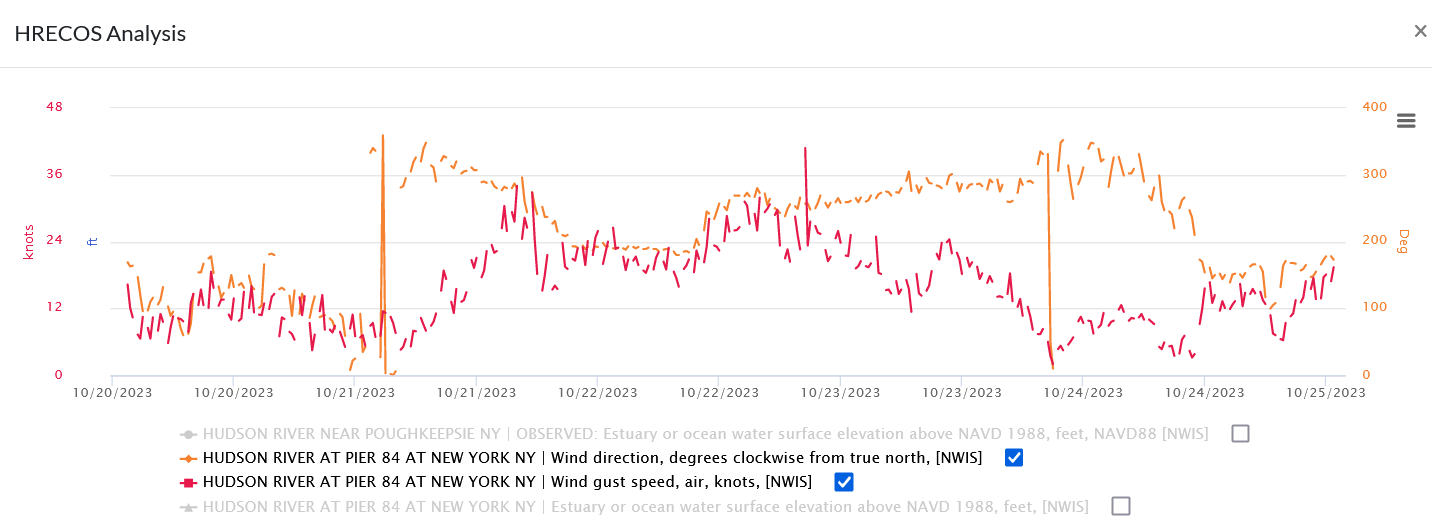 HRECOS Analysis ×
48 400
36 300
24 200
knots ft Deg
12 100
0 0
10/20/2023 10/20/2023 10/21/2023 10/21/2023 10/22/2023 10/22/2023 10/23/2023 10/23/2023 10/24/2023 10/24/2023 10/25/2023
HUDSON RIVER NEAR POUGHKEEPSIE NY | OBSERVED: Estuary or ocean water surface elevation above NAVD 1988, feet, NAVD88 [NWIS]
HUDSON RIVER AT PIER 84 AT NEW YORK NY | Wind direction, degrees clockwise from true north, [NWIS]
HUDSON RIVER AT PIER 84 AT NEW YORK NY | Wind gust speed, air, knots, [NWIS]
HUDSON RIVER AT PIER 84 AT NEW YORK NY | Estuary or ocean water surface elevation above NAVD 1988, feet, [NWIS]